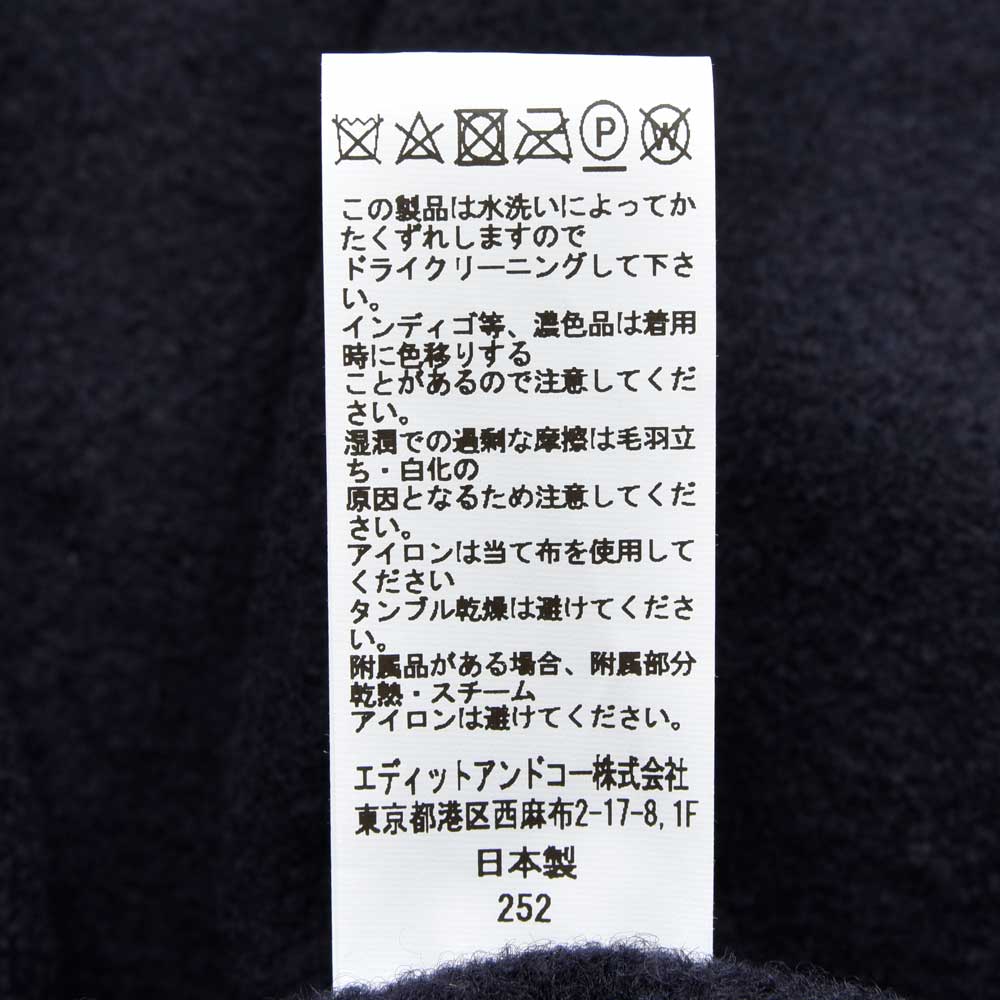 P W
この製品は水洗いによってか
たくずれしますので
ドライクリーニングして下さ
い。
インディゴ等、濃色品は着用
時に色移りする
ことがあるので注意してくだ
さい。
湿潤での過剰な摩擦は毛羽立
ち・白化の
原因となるため注意してくだ
さい。
アイロンは当て布を使用して
ください
タンブル乾燥は避けてくださ
い。
附属品がある場合、附属部分
乾熱・スチーム
アイロンは避けてください。
エディットアンドコー株式会社
東京都港区西麻布2-17-8,1F
日本製
252